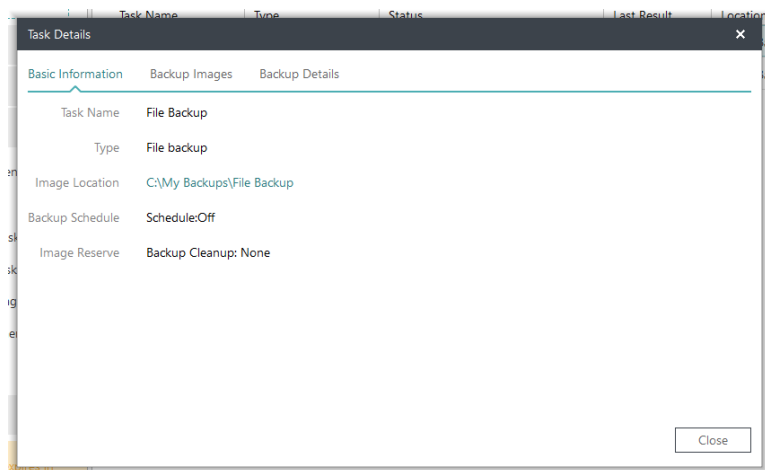 Task Name Type Status Last Result Location
Task Details
Basic Information Backup Images Backup Details
Task Name File Backup
Type File backup
Image Location C:\My Backups\File Backup
Backup Schedule Schedule:Off
Image Reserve Backup Cleanup: None
Close